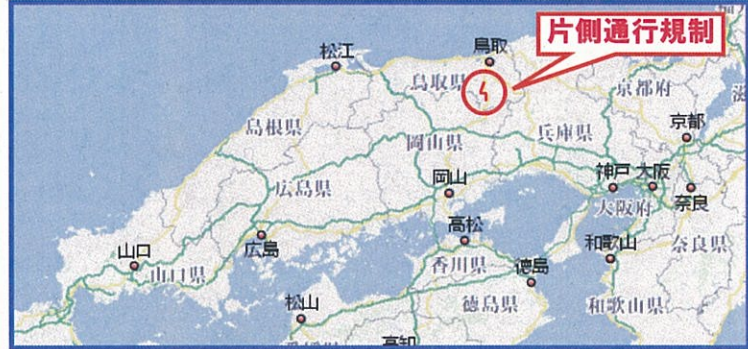 片側通行規制
松江
鳥取
鳥取県
京都府
島根県
岡山県
兵庫県
京都
広島県
岡山
神戸
大阪
大阪府
奈良
高松
和歌山
奈良県
山口
山口県
広島
香川県
徳島
松山
徳島県
和歌山県
高知